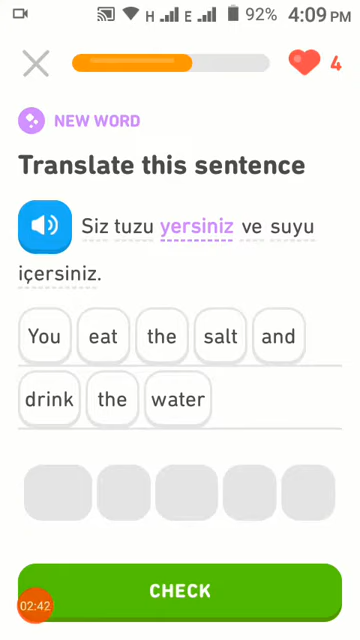 H E 92% 4:09 PM
4
NEW WORD
Translate this sentence
Siz tuzu yersiniz ve suyu
içersiniz.
You eat the salt and
drink the water
CHECK
02:42